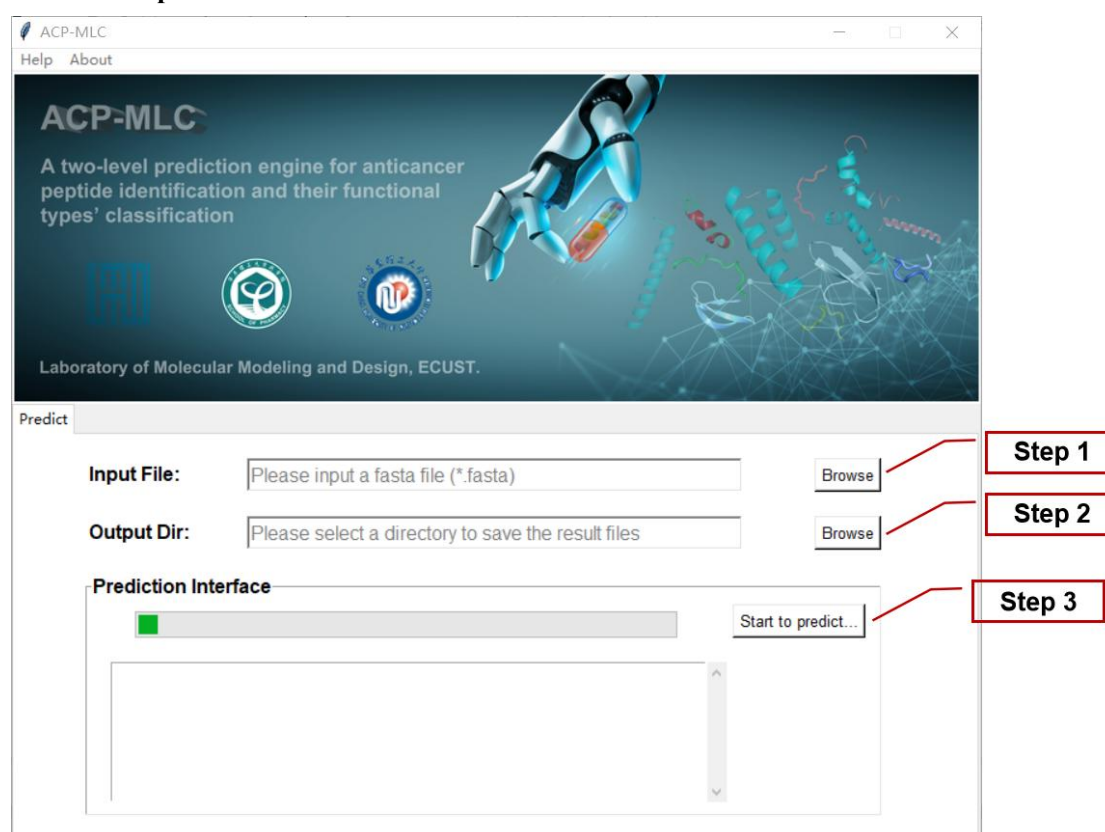 ACP-MLC
Help About
ACP-MLC
A two-level prediction engine for anticancer
peptide identification and their functional
types' classification
SCHOOL OF PHARMACY
Laboratory of Molecular Modeling and Design, ECUST.
Predict
Input File: Please input a fasta file (*.fasta) Browse Step 1
Output Dir: Please select a directory to save the result files Browse Step 2
Prediction Interface
Start to predict... Step 3